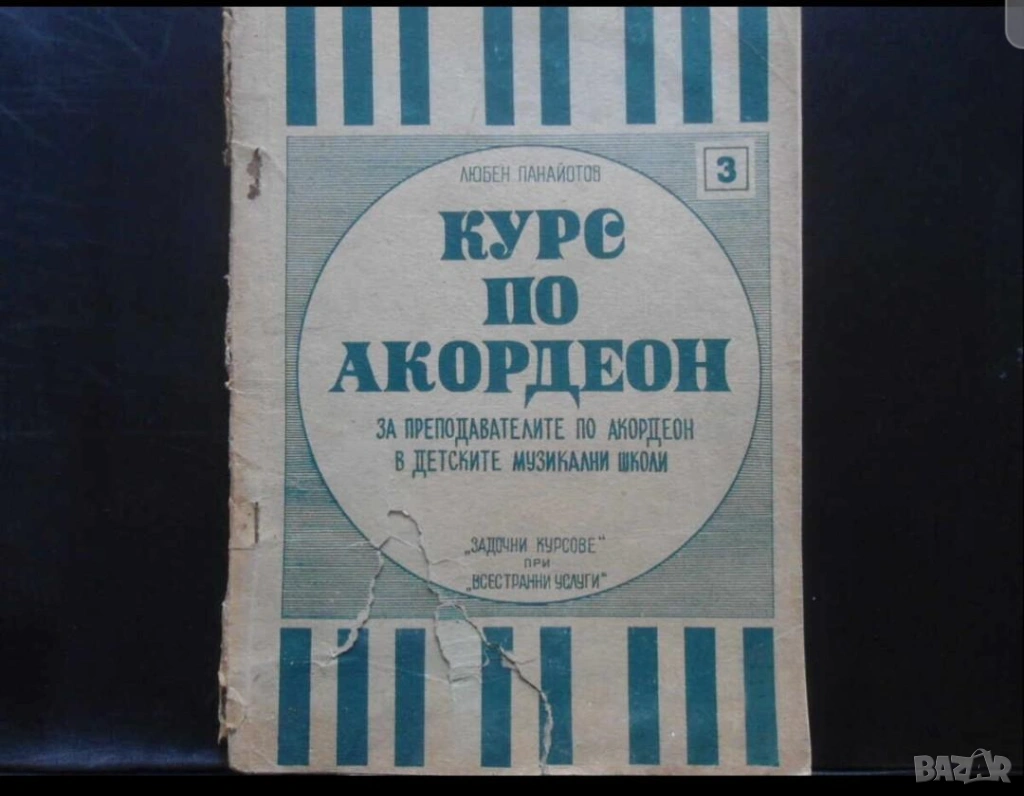 ЛЮБЕН ПАНАЙОТОВ
3
КУРС
ПО
АКОРДЕОН
ЗА ПРЕПОДАВАТЕЛИТЕ ПО АКОРДЕОН
В ДЕТСКИТЕ МУЗИКАЛНИ ШКОЛИ
„ЗАДОЧНИ КУРСОВЕ"
ПРИ
„ВСЕСТРАННИ УСЛУГИ"
BAZAR